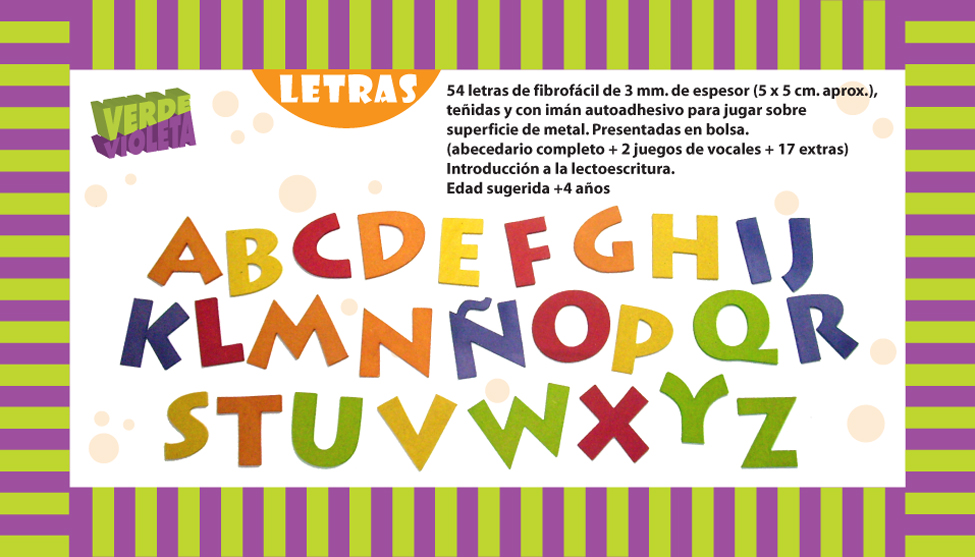 LETRAS
VERDE
VIOLETA
54 letras de fibrofácil de 3 mm. de espesor (5 x 5 cm. aprox.),
teñidas y con imán autoadhesivo para jugar sobre
superficie de metal. Presentadas en bolsa.
(abecedario completo + 2 juegos de vocales + 17 extras)
Introducción a la lectoescritura.
Edad sugerida +4 años
ABCDEFGHIJ
KLMNÑOPQR
STUVWXYZ